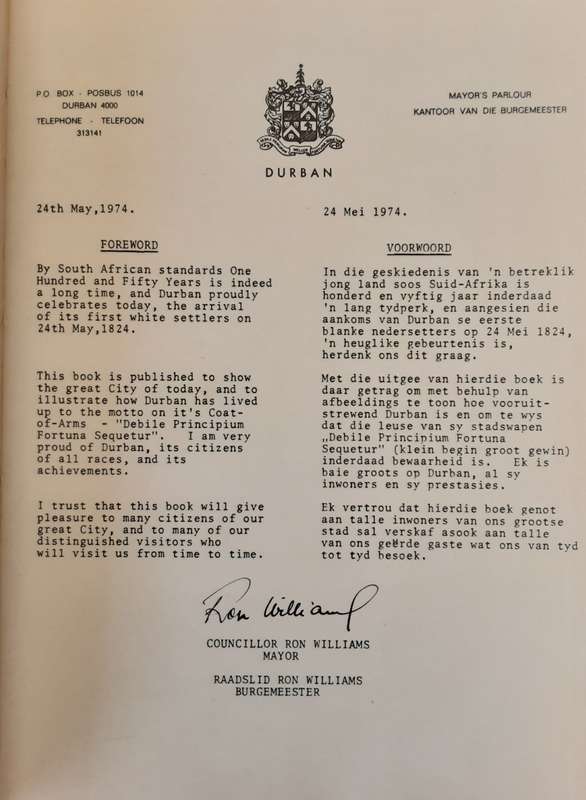 P.O. BOX - POSBUS 1014
DURBAN 4000
TELEPHONE - TELEFOON
313141
DURBAN
MAYOR'S PARLOUR
KANTOOR VAN DIE BURGEMEESTER
24th May,1974.
FOREWORD
By South African standards One
Hundred and Fifty Years is indeed
a long time, and Durban proudly
celebrates today, the arrival
of its first white settlers on
24th May,1824.
This book is published to show
the great City of today, and to
illustrate how Durban has lived
up to the motto on it's Coat-
of-Arms - "Debile Principium
Fortuna Sequetur". I am very
proud of Durban, its citizens
of all races, and its
achievements.
I trust that this book will give
pleasure to many citizens of our
great City, and to many of our
distinguished visitors who
will visit us from time to time.
24 Mei 1974.
VOORWOORD
In die geskiedenis van 'n betreklik
jong land soos Suid-Afrika is
honderd en vyftig jaar inderdaad
'n lang tydperk, en aangesien die
aankoms van Durban se eerste
blanke nedersetters op 24 Mei 1824,
'n heuglike gebeurtenis is,
herdenk ons dit graag.
Met die uitgee van hierdie boek is
daar getrag om met behulp van
afbeeldings te toon hoe vooruit-
strewend Durban is en om te wys
dat die leuse van sy stadswapen
„Debile Principium Fortuna
Sequetur" (klein begin groot gewin)
inderdaad bewaarheid is. Ek is
baie groots op Durban, al sy
inwoners en sy prestasies.
Ek vertrou dat hierdie boek genot
aan talle inwoners van ons grootse
stad sal verskaf asook aan talle
van ons geërde gaste wat ons van tyd
tot tyd besoek.
Ron Williams
COUNCILLOR RON WILLIAMS
MAYOR
RAADSLID RON WILLIAMS
BURGEMEESTER